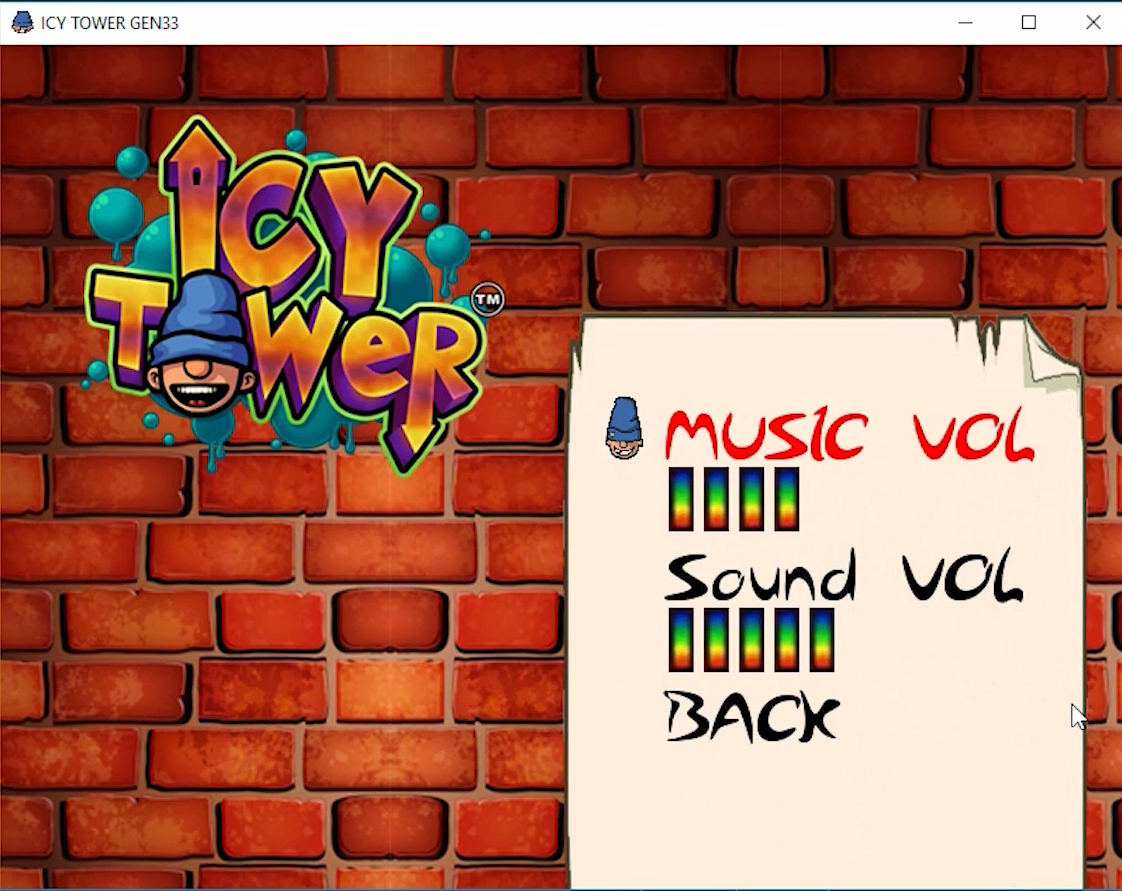 ICY TOWER GEN33
ICY
TOWeR TM
MUSIC VOL
Sound VOL
BACK